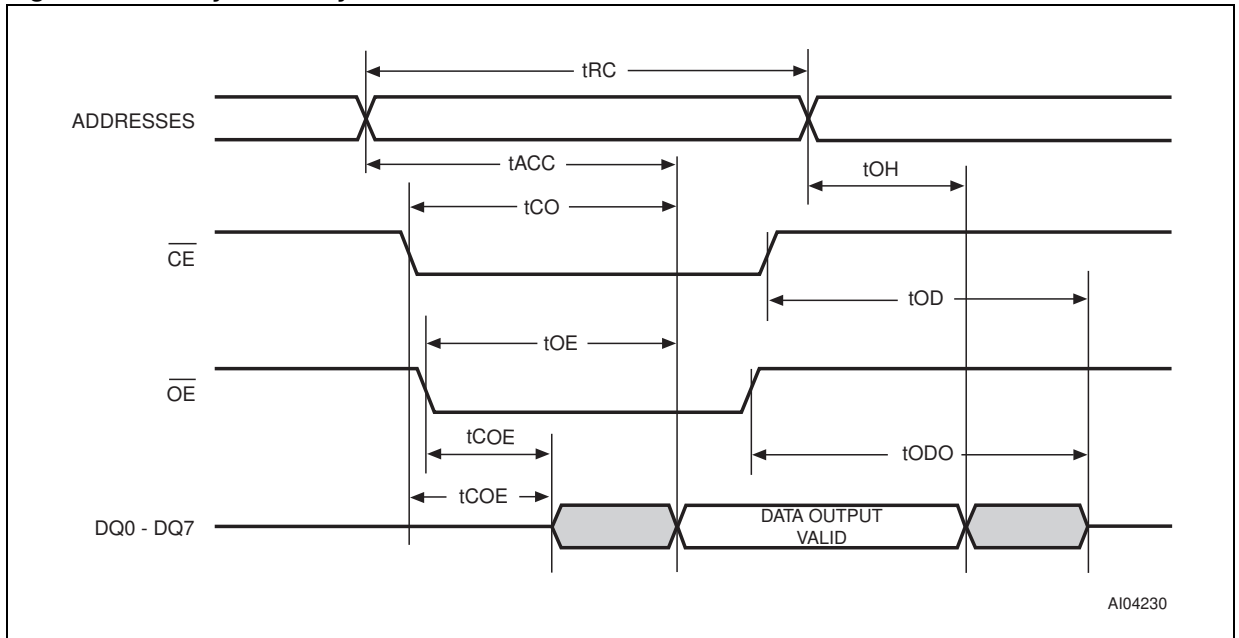 tRC
ADDRESSES
tACC
tOH
tCO
CE
tOD
tOE
OE
tCOE
tODO
tCOE
DQ0 - DQ7
DATA OUTPUT
VALID
AI04230